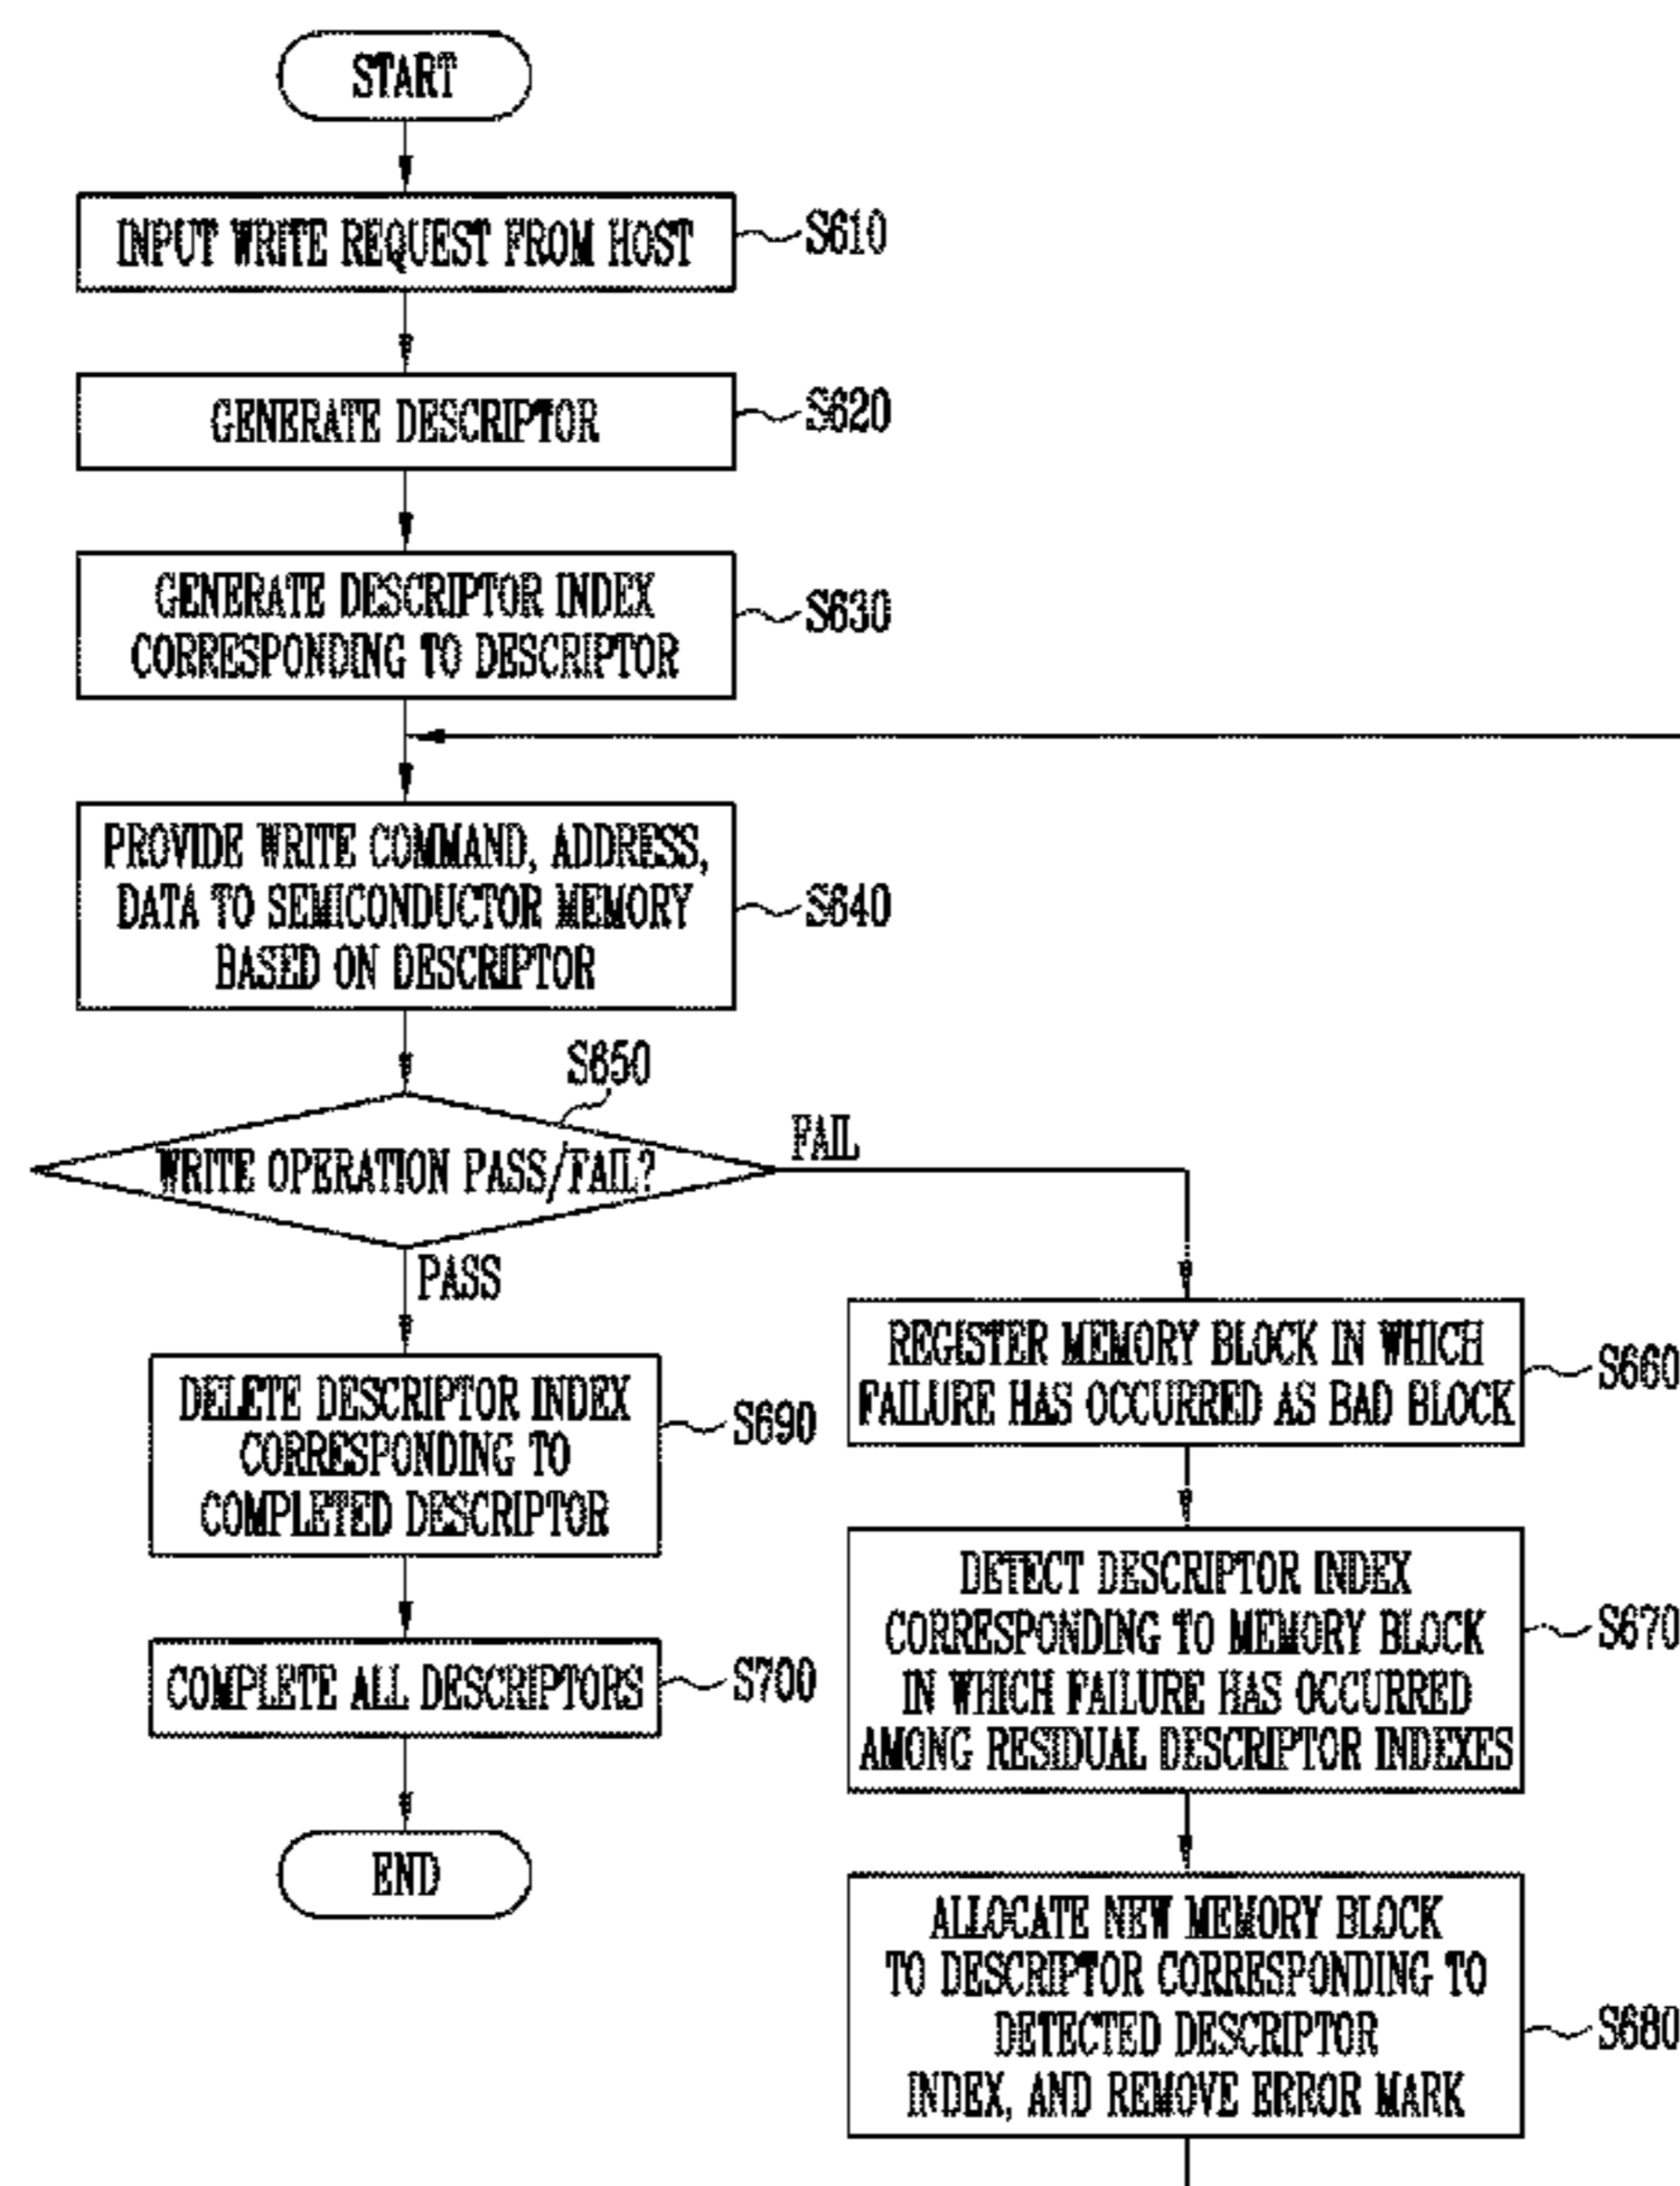 START
INPUT WRITE REQUEST FROM HOST
S610
GENERATE DESCRIPTOR
S620
GENERATE DESCRIPTOR INDEX
CORRESPONDING TO DESCRIPTOR
S630
PROVIDE WRITE COMMAND, ADDRESS,
DATA TO SEMICONDUCTOR MEMORY
BASED ON DESCRIPTOR
S640
S650
WRITE OPERATION PASS/FAIL?
FAIL
PASS
REGISTER MEMORY BLOCK IN WHICH
FAILURE HAS OCCURRED AS BAD BLOCK
S660
DELETE DESCRIPTOR INDEX
CORRESPONDING TO
COMPLETED DESCRIPTOR
S690
DETECT DESCRIPTOR INDEX
CORRESPONDING TO MEMORY BLOCK
IN WHICH FAILURE HAS OCCURRED
AMONG RESIDUAL DESCRIPTOR INDEXES
S670
COMPLETE ALL DESCRIPTORS
S700
END
ALLOCATE NEW MEMORY BLOCK
TO DESCRIPTOR CORRESPONDING TO
DETECTED DESCRIPTOR
INDEX, AND REMOVE ERROR MARK
S680